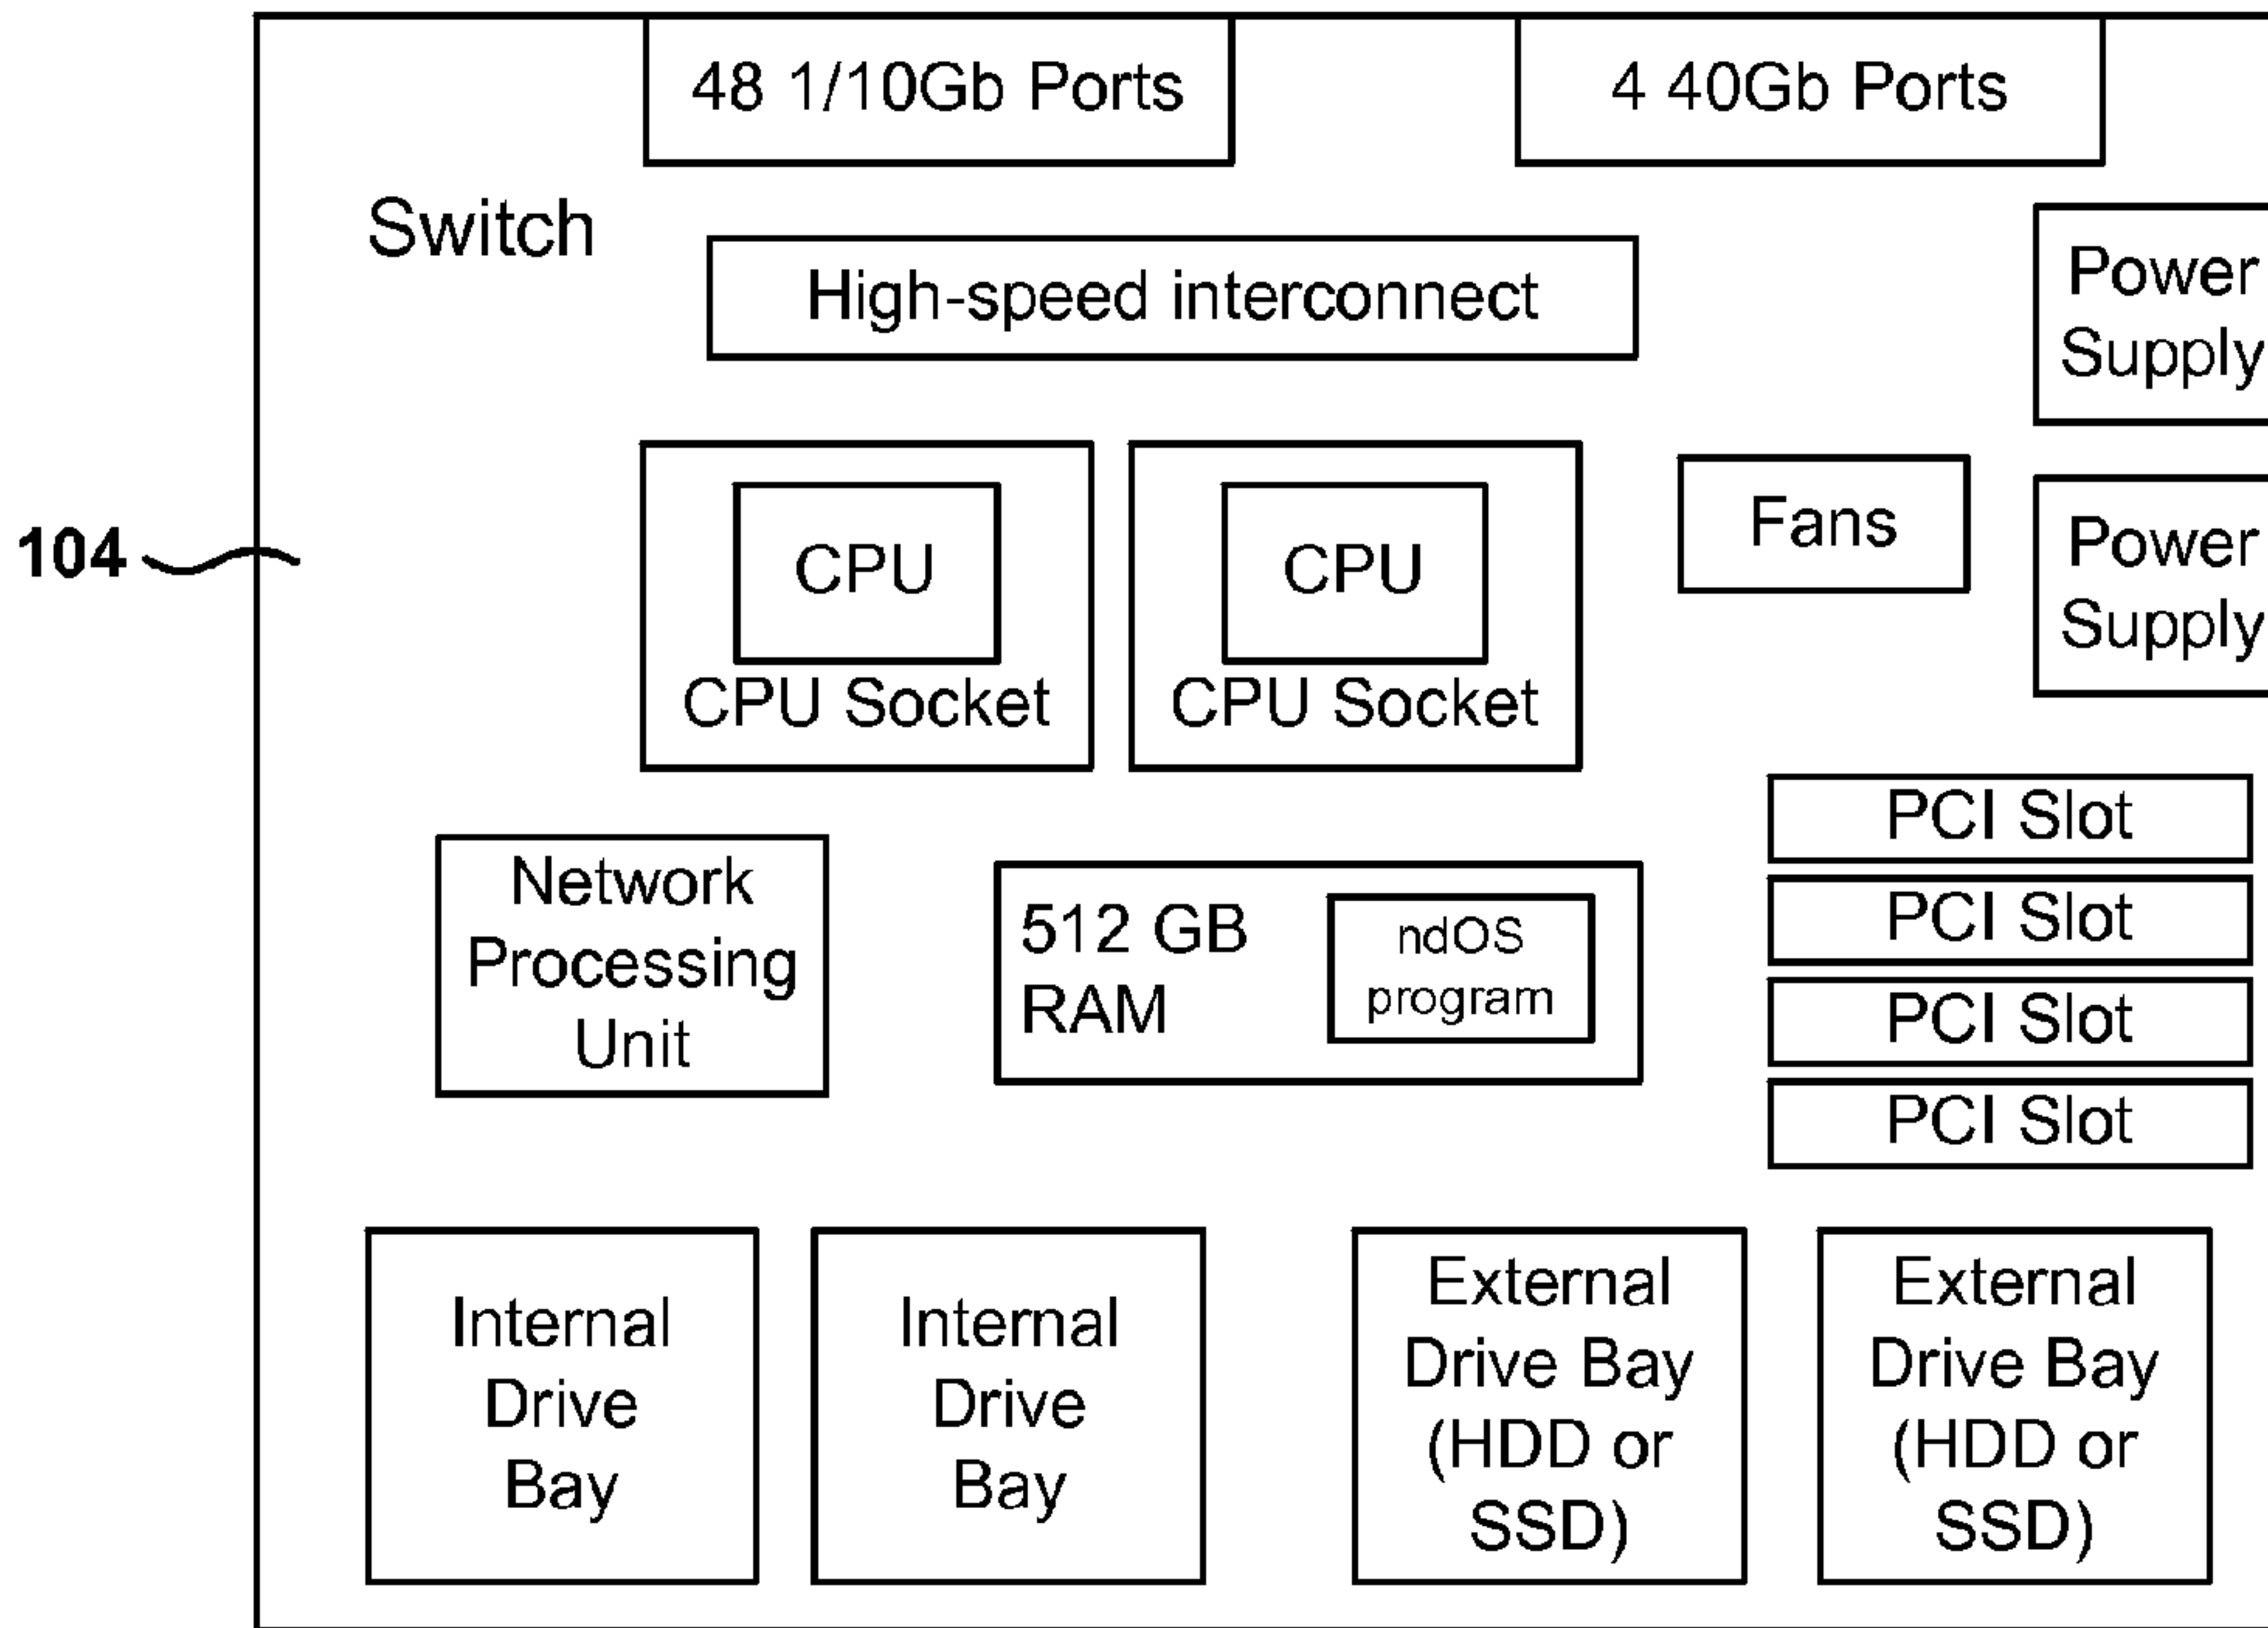 48 1/10Gb Ports
4 40Gb Ports
Switch
High-speed interconnect
Power
Supply
104
CPU
CPU Socket
CPU
CPU Socket
Fans
Power
Supply
Network
Processing
Unit
512 GB
RAM
ndOS
program
PCI Slot
PCI Slot
PCI Slot
PCI Slot
Internal
Drive
Bay
Internal
Drive
Bay
External
Drive Bay
(HDD or
SSD)
External
Drive Bay
(HDD or
SSD)